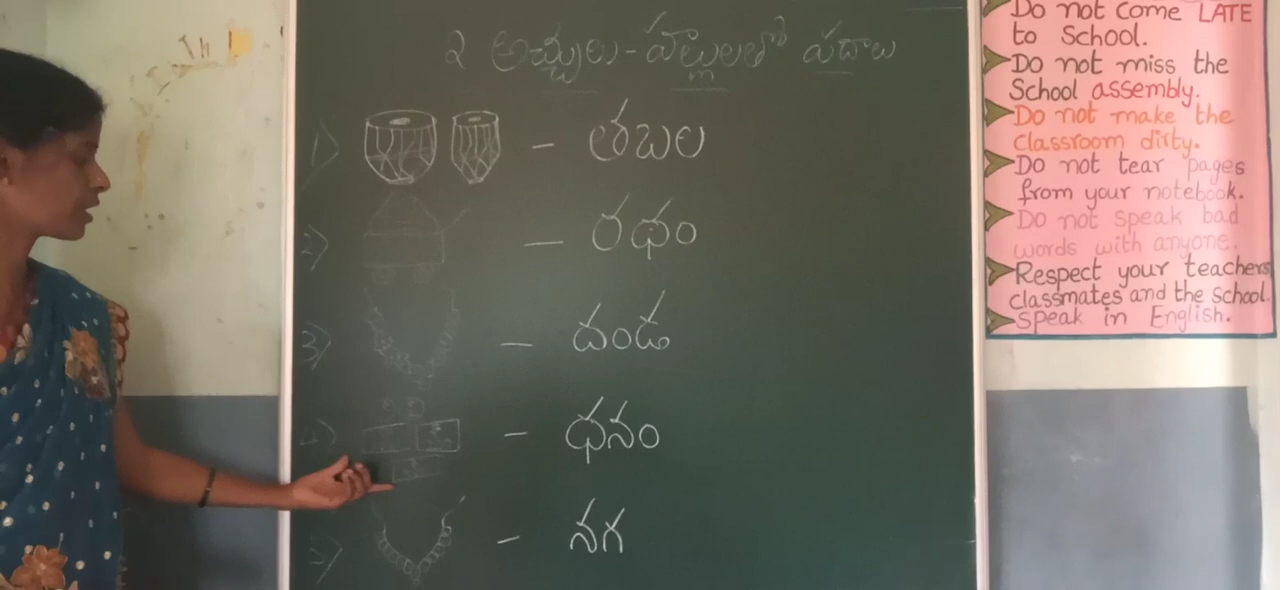 ౨ అచ్చులు - హల్లులతో పదాలు
1) - తబల
2) - రథం
3) - దండ
4) - ధనం
5) - నగ
Do not come LATE
to School.
Do not miss the
School assembly.
Do not make the
classroom dirty.
Do not tear pages
from your notebook.
Do not speak bad
words with anyone.
Respect your teachers
classmates and the school.
Speak in English.